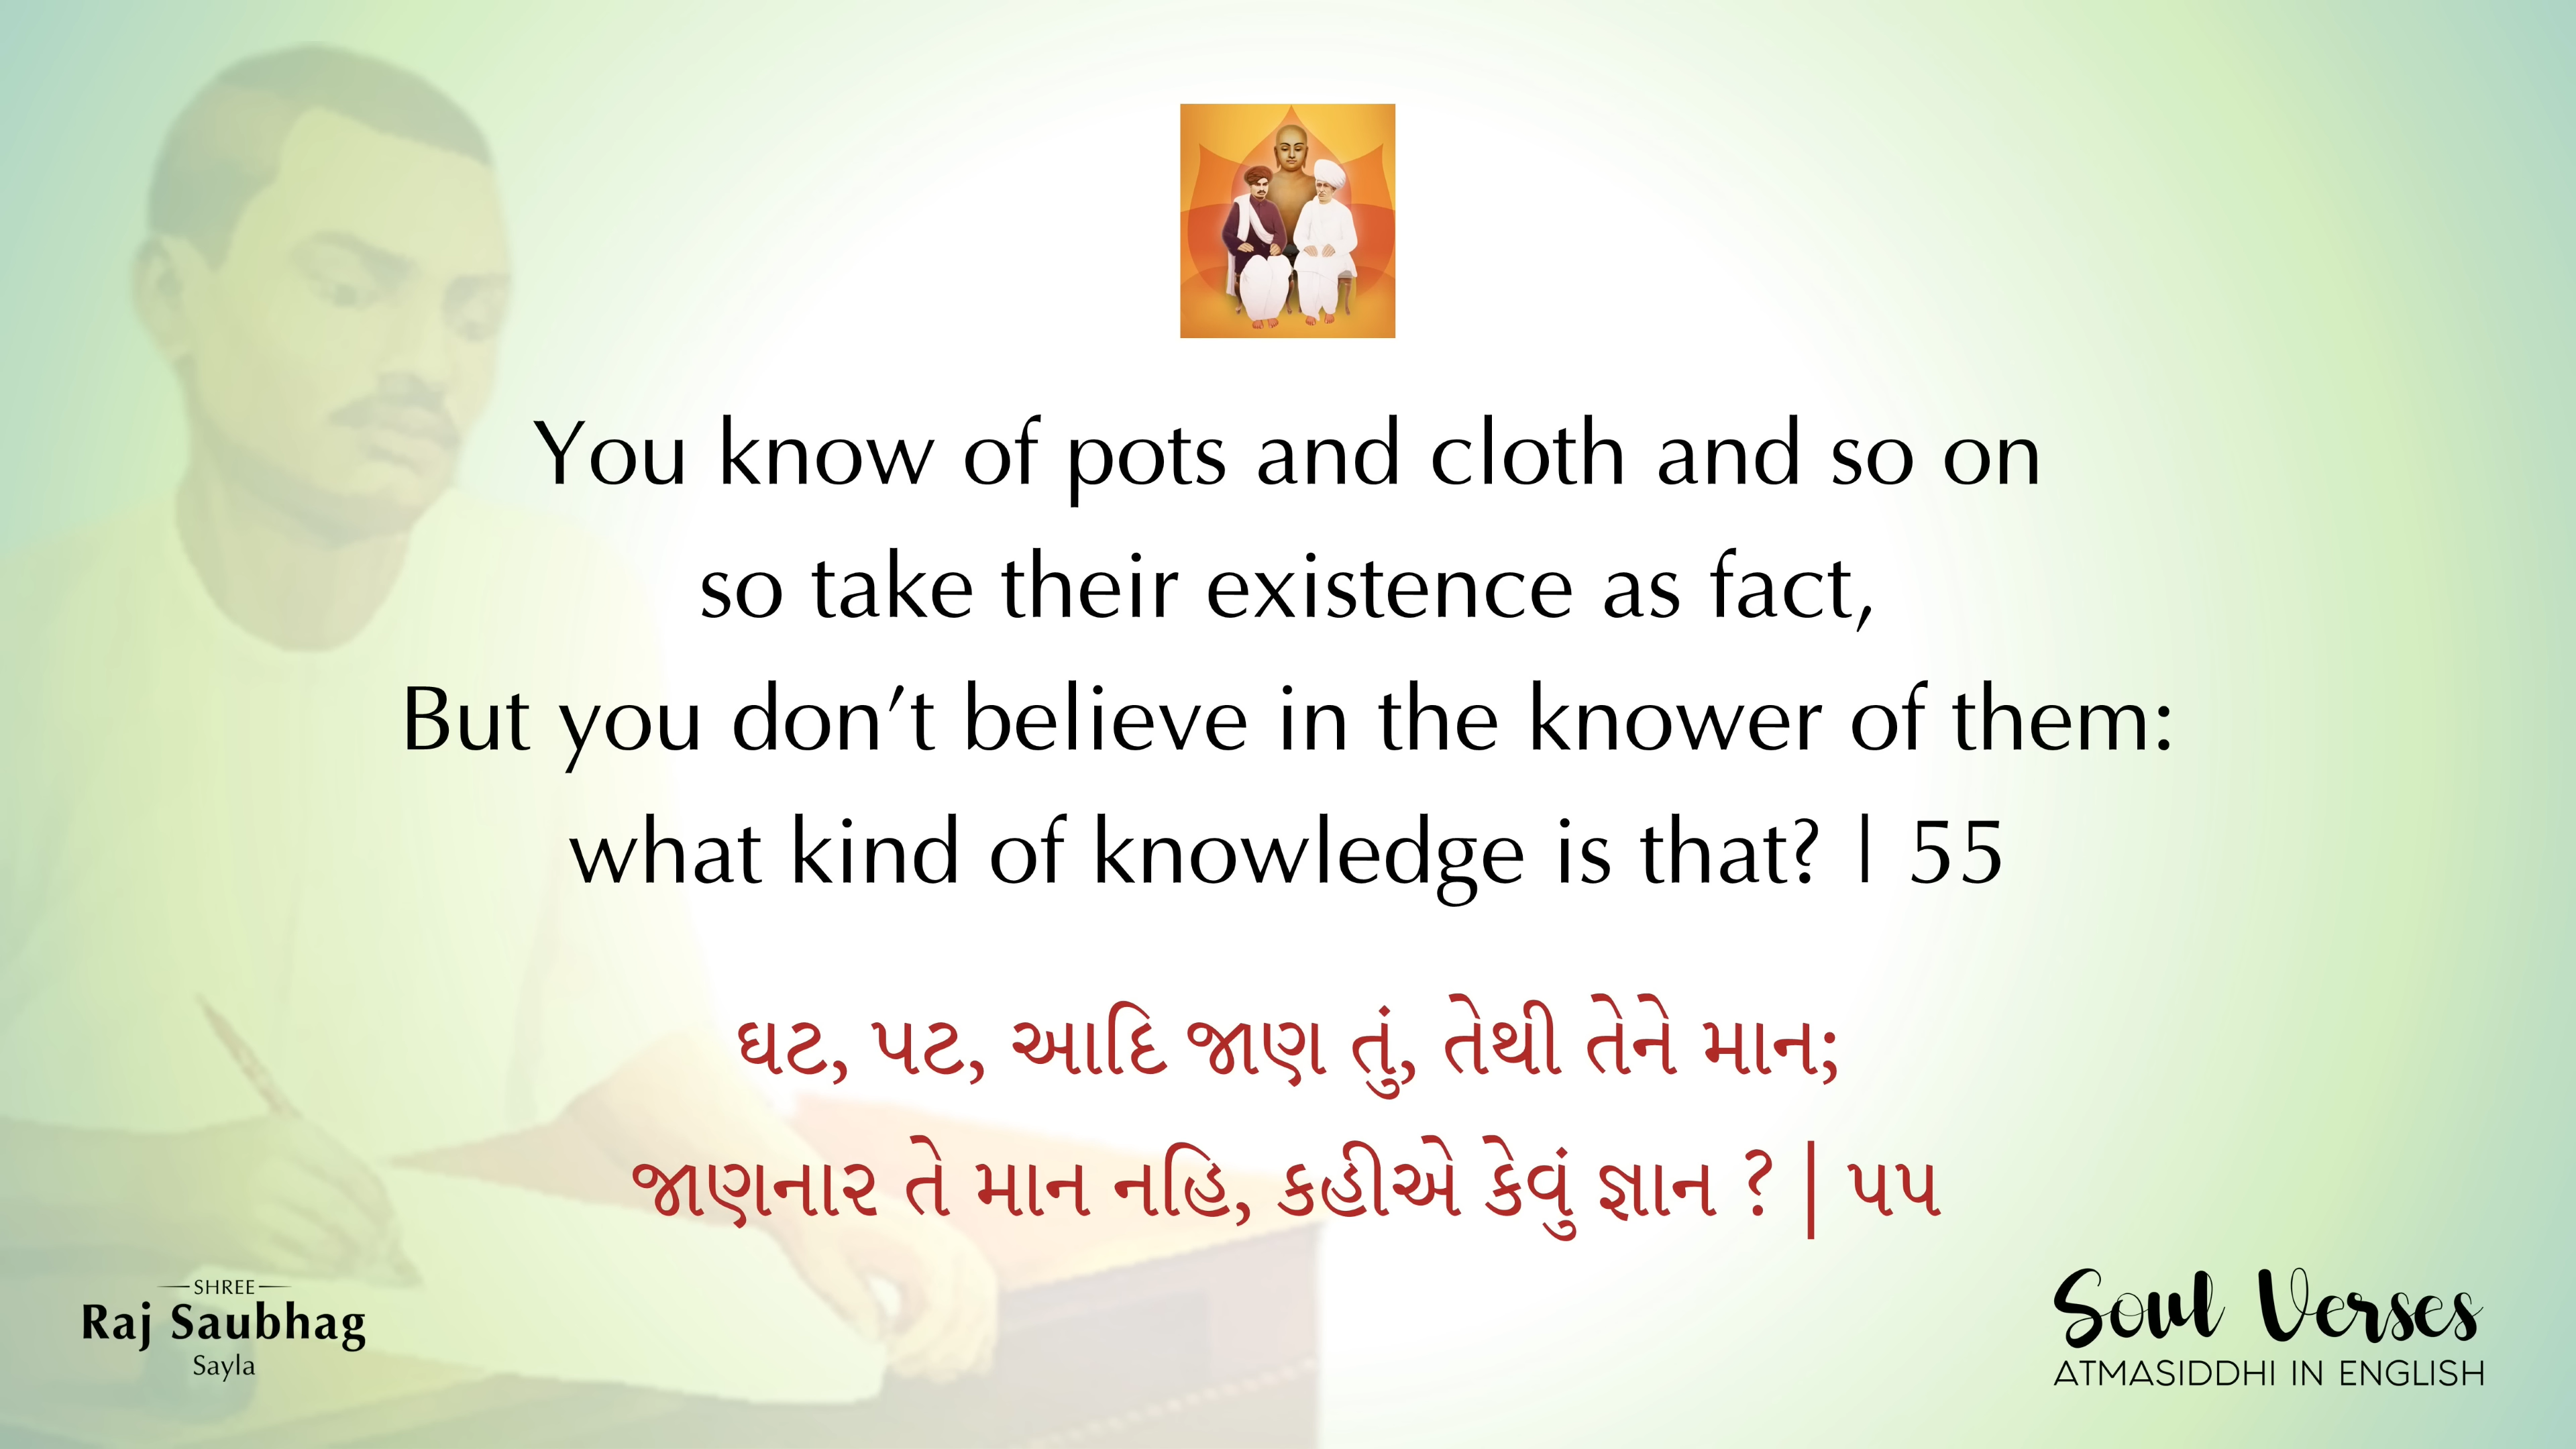 You know of pots and cloth and so on
so take their existence as fact,
But you don’t believe in the knower of them:
what kind of knowledge is that? | 55
ઘટ, પટ, આદિ જાણ તું, તેથી તેને માન;
જાણનાર તે માન નહિ, કહીએ કેવું જ્ઞાન ? | ૫૫
SHREE
Raj Saubhag
Sayla
Soul Verses
ATMASIDDHI IN ENGLISH